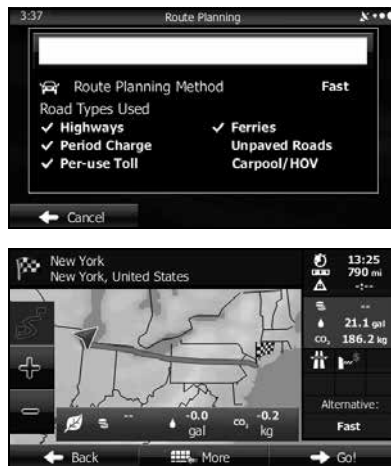 3:37 Route Planning
Route Planning Method Fast
Road Types Used
✓ Highways ✓ Ferries
✓ Period Charge Unpaved Roads
✓ Per-use Toll Carpool/HOV
Cancel
New York
New York, United States
13:25
790 mi
-:--
--
21.1 gal
CO₂ 186.2 kg
$
-- -0.0 gal CO₂ -0.2 kg
Alternative:
Fast
Back More Go!